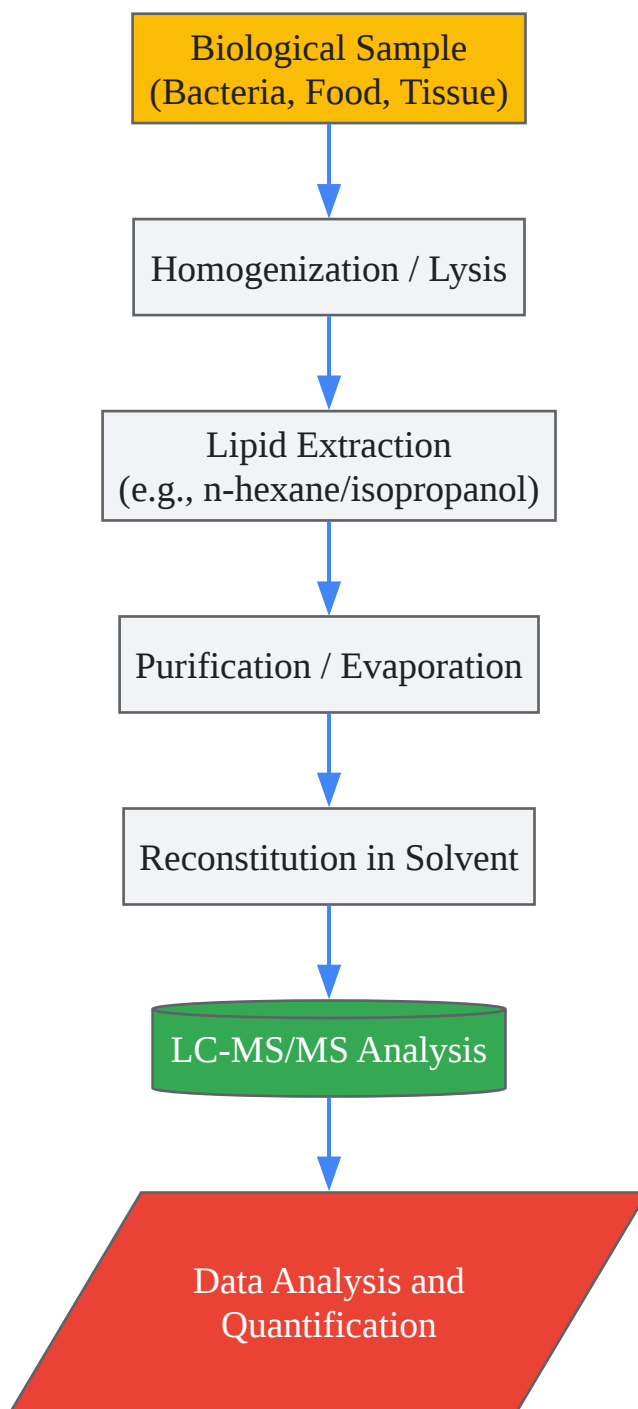 Biological Sample
(Bacteria, Food, Tissue)
Homogenization / Lysis
Lipid Extraction
(e.g., n-hexane/isopropanol)
Purification / Evaporation
Reconstitution in Solvent
LC-MS/MS Analysis
Data Analysis and
Quantification